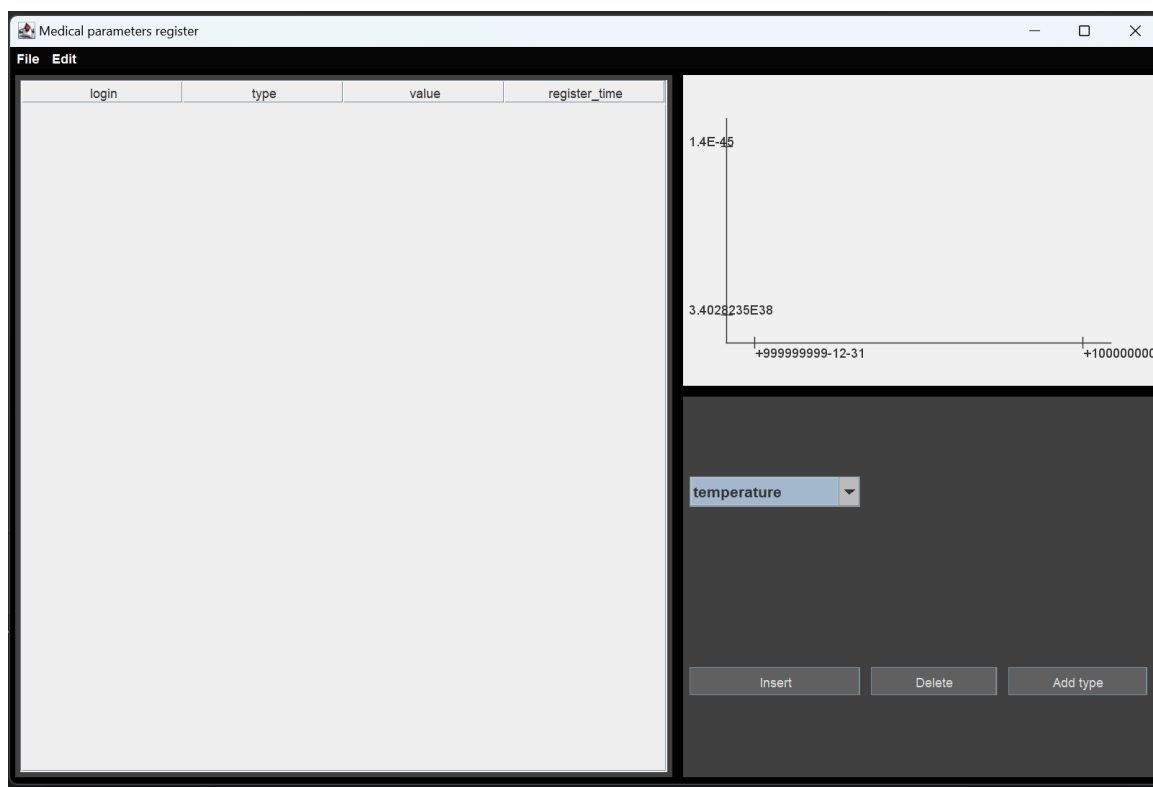 Medical parameters register
File Edit
login type value register_time
1.4E-45
3.4028235E38
+999999999-12-31 +100000000
temperature
Insert Delete Add type